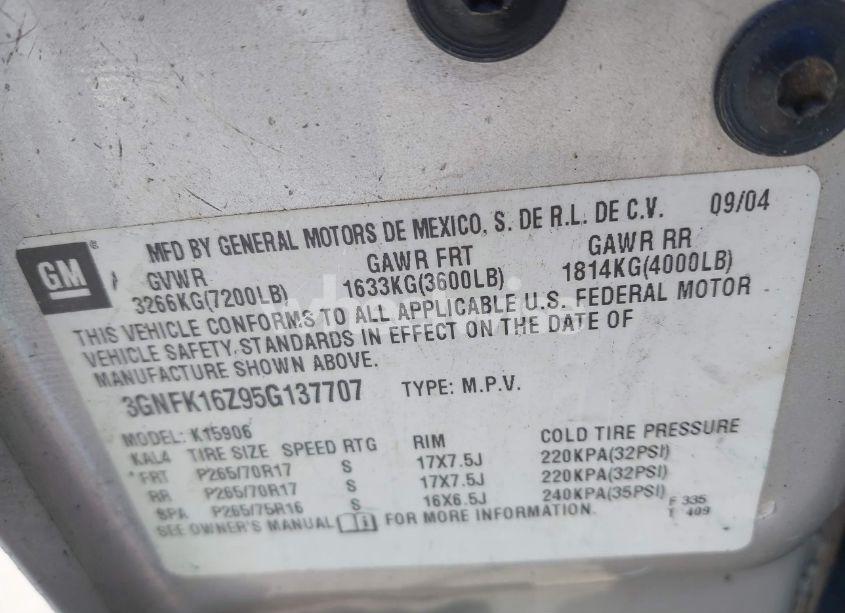 MFD BY GENERAL MOTORS DE MEXICO, S. DE R.L. DE C.V. 09/04
GM ®
GVWR GAWR FRT GAWR RR
3266KG(7200LB) 1633KG(3600LB) 1814KG(4000LB)
THIS VEHICLE CONFORMS TO ALL APPLICABLE U.S. FEDERAL MOTOR
VEHICLE SAFETY STANDARDS IN EFFECT ON THE DATE OF
MANUFACTURE SHOWN ABOVE.
3GNFK16Z95G137707 TYPE: M.P.V.
MODEL: K15906
KAL4 TIRE SIZE SPEED RTG RIM COLD TIRE PRESSURE
FRT P265/70R17 S 17X7.5J 220KPA(32PSI)
RR P265/70R17 S 17X7.5J 220KPA(32PSI)
SPA P265/75R16 S 16X6.5J 240KPA(35PSI)
SEE OWNER'S MANUAL FOR MORE INFORMATION. F 335
T 409